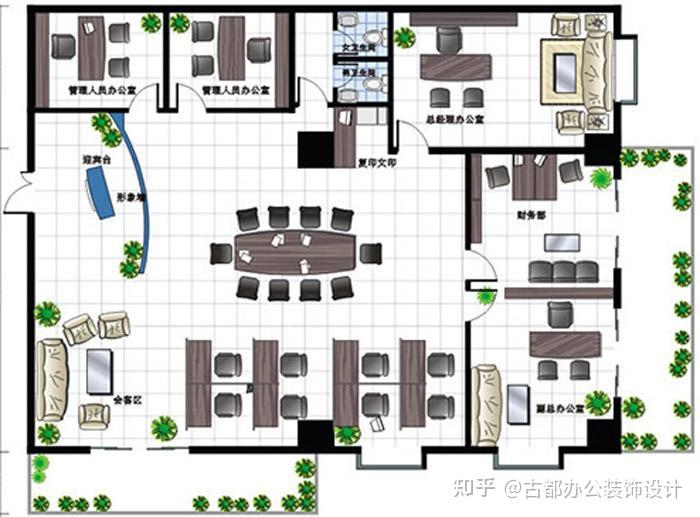 管理人员办公室
管理人员办公室
女卫生间
男卫生间
总经理办公室
复印文印
迎宾台
形象墙
财务部
会客区
副总办公室
知乎 @古都办公装饰设计